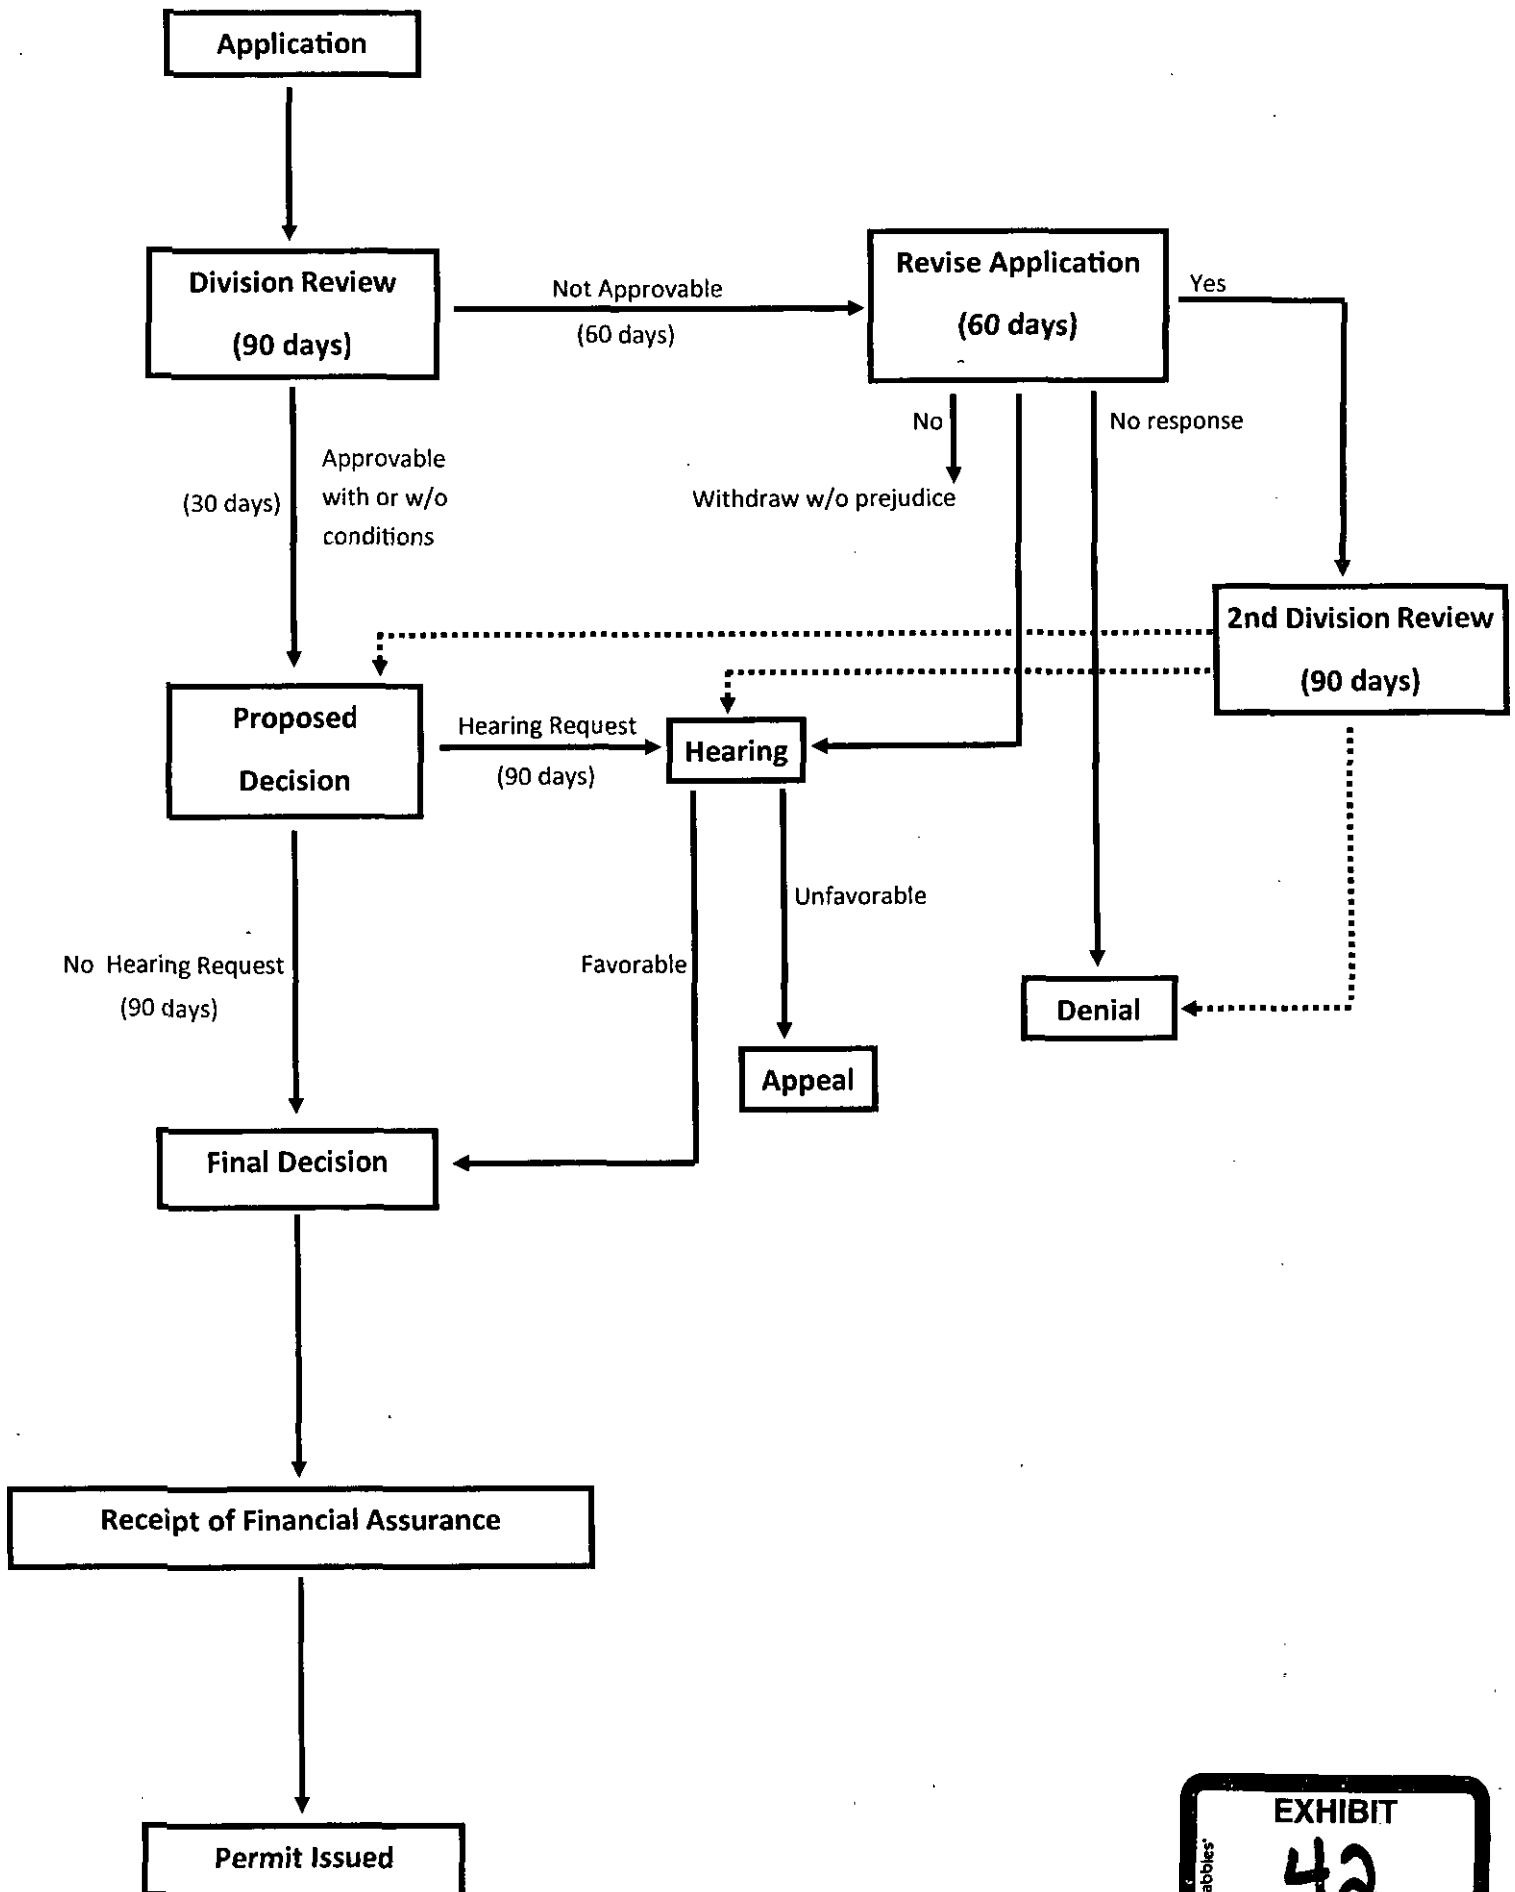 Application
Division Review
(90 days)
Not Approvable
(60 days)
Revise Application
(60 days)
Yes
No
No response
Withdraw w/o prejudice
(30 days)
Approvable
with or w/o
conditions
2nd Division Review
(90 days)
Proposed
Decision
Hearing Request
(90 days)
Hearing
Unfavorable
No Hearing Request
(90 days)
Favorable
Denial
Appeal
Final Decision
Receipt of Financial Assurance
Permit Issued
EXHIBIT
42